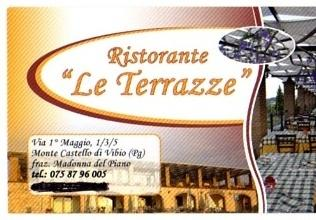 Ristorante
"Le Terrazze"
Via 1° Maggio, 1/3/5
Monte Castello di Vibio (Pg)
fraz. Madonna del Piano
tel.: 075 87 96 005